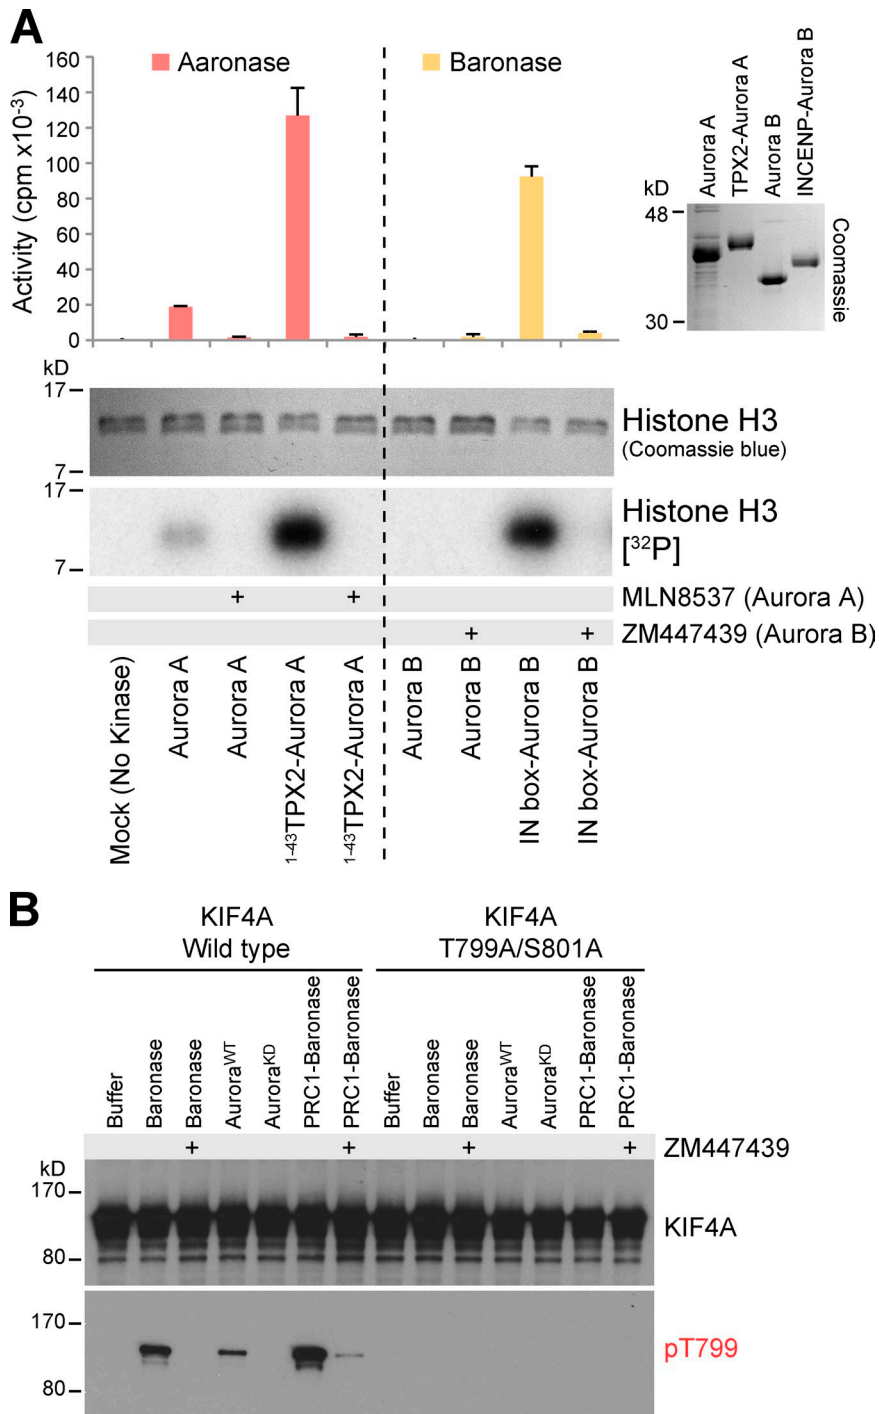 A
160
140
120
100
80
60
40
20
0
Activity (cpm x10⁻³)
Aaronase
Baronase
kD
48
30
Aurora A
TPX2-Aurora A
Aurora B
INCENP-Aurora B
Coomassie
kD
17
7
Histone H3
(Coomassie blue)
17
7
Histone H3
[³²P]
+ +
MLN8537 (Aurora A)
+ +
ZM447439 (Aurora B)
Mock (No Kinase)
Aurora A
Aurora A
¹⁻⁴³TPX2-Aurora A
¹⁻⁴³TPX2-Aurora A
Aurora B
Aurora B
IN box-Aurora B
IN box-Aurora B
B
KIF4A
Wild type
KIF4A
T799A/S801A
Buffer
Baronase
Baronase
Auroraᵂᵀ
Auroraᴷᴰ
PRC1-Baronase
PRC1-Baronase
Buffer
Baronase
Baronase
Auroraᵂᵀ
Auroraᴷᴰ
PRC1-Baronase
PRC1-Baronase
+ + + +
ZM447439
kD
170
80
KIF4A
170
80
pT799